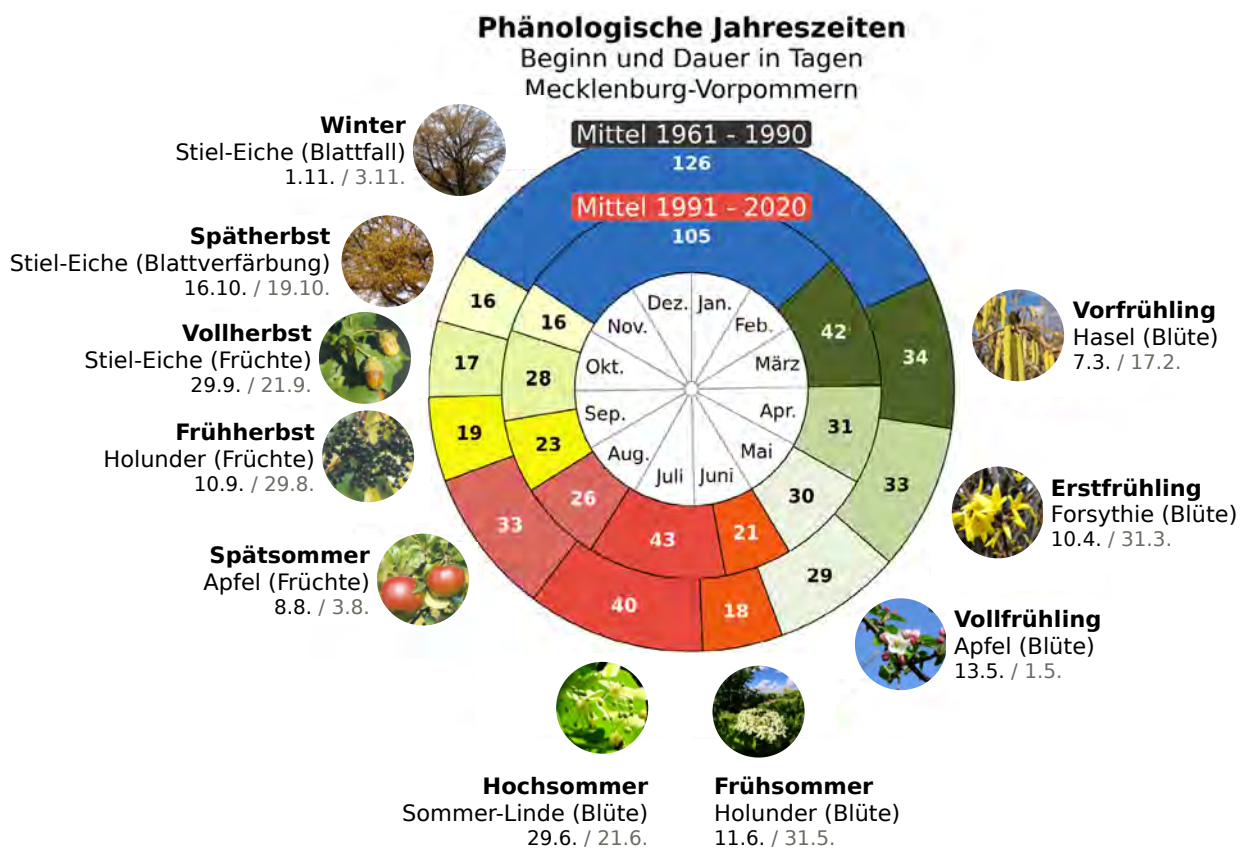 Phänologische Jahreszeiten
Beginn und Dauer in Tagen
Mecklenburg-Vorpommern
Mittel 1961 - 1990
126
Mittel 1991 - 2020
105
Winter
Stiel-Eiche (Blattfall)
1.11. / 3.11.
Spätherbst
Stiel-Eiche (Blattverfärbung)
16.10. / 19.10.
Vollherbst
Stiel-Eiche (Früchte)
29.9. / 21.9.
Frühherbst
Holunder (Früchte)
10.9. / 29.8.
Spätsommer
Apfel (Früchte)
8.8. / 3.8.
Hochsommer
Sommer-Linde (Blüte)
29.6. / 21.6.
Frühsommer
Holunder (Blüte)
11.6. / 31.5.
Vollfrühling
Apfel (Blüte)
13.5. / 1.5.
Erstfrühling
Forsythie (Blüte)
10.4. / 31.3.
Vorfrühling
Hasel (Blüte)
7.3. / 17.2.
34
33
29
18
40
33
19
17
16
42
31
30
21
43
26
23
28
16
Jan.
Feb.
März
Apr.
Mai
Juni
Juli
Aug.
Sep.
Okt.
Nov.
Dez.